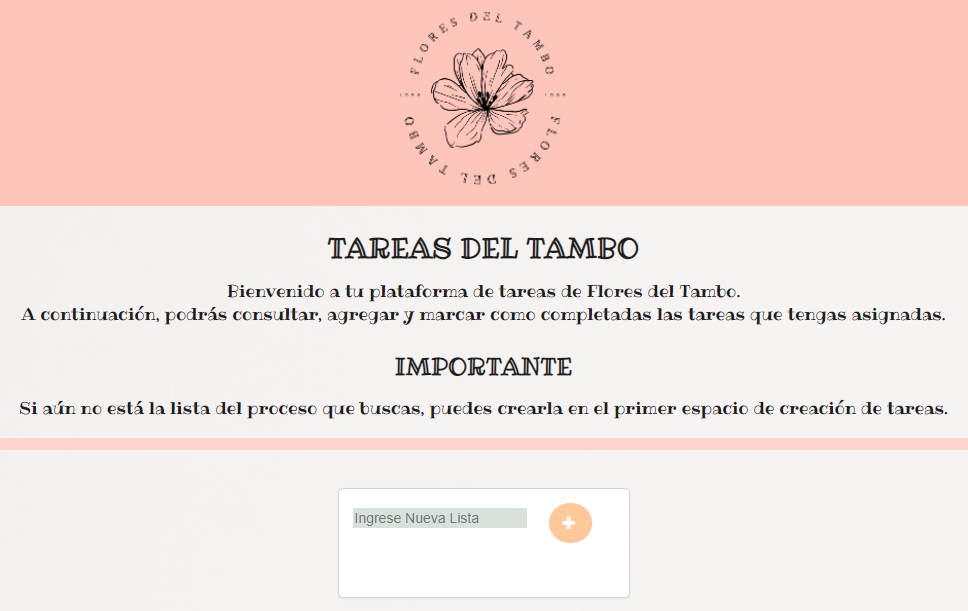 FLORES DEL TAMBO
1988 1988
FLORES DEL TAMBO
TAREAS DEL TAMBO
Bienvenido a tu plataforma de tareas de Flores del Tambo.
A continuación, podrás consultar, agregar y marcar como completadas las tareas que tengas asignadas.
IMPORTANTE
Si aún no está la lista del proceso que buscas, puedes crearla en el primer espacio de creación de tareas.
Ingrese Nueva Lista